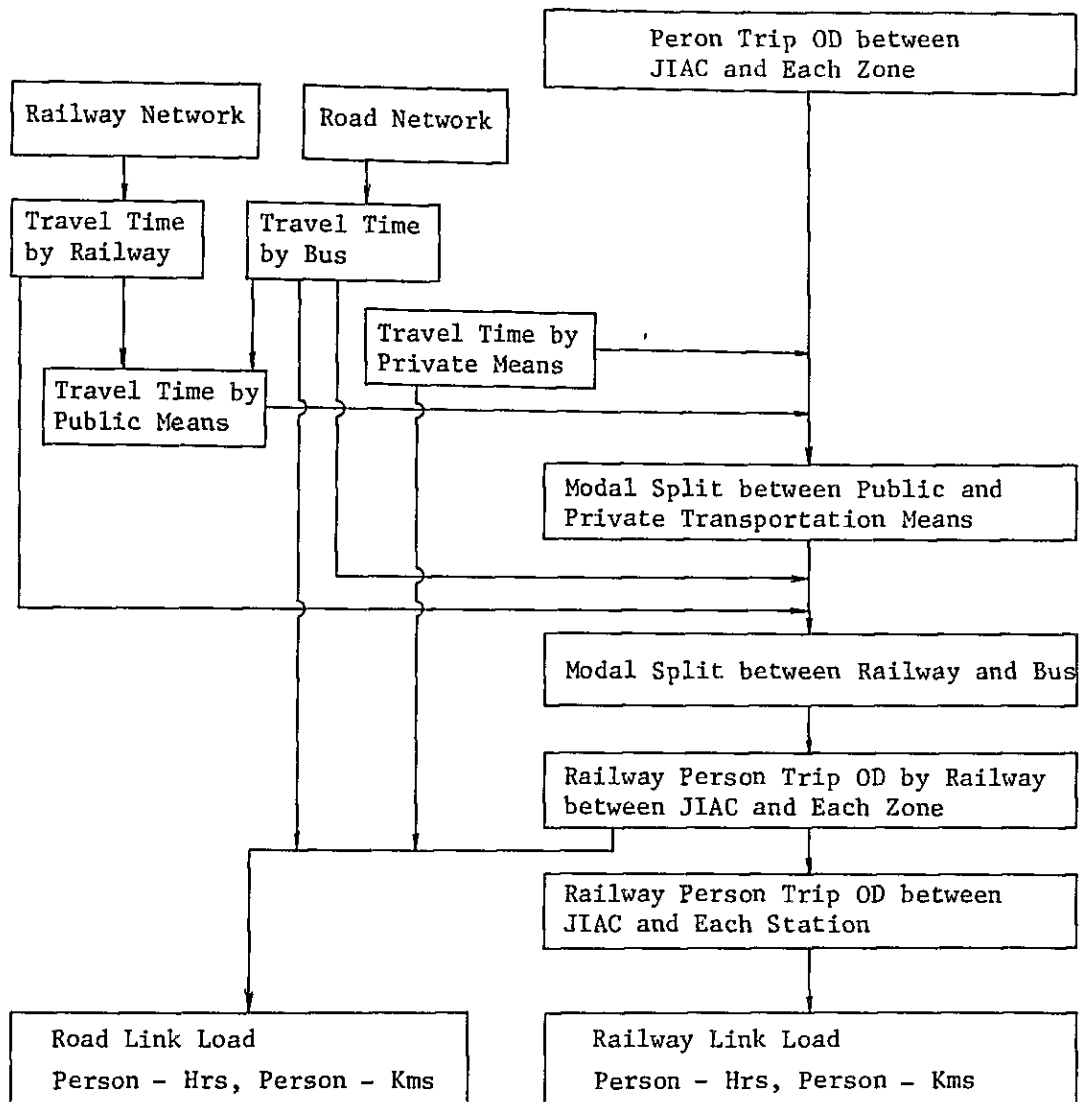 Peron Trip OD between
JIAC and Each Zone
Railway Network
Road Network
Travel Time
by Railway
Travel Time
by Bus
Travel Time by
Private Means
Travel Time by
Public Means
Modal Split between Public and
Private Transportation Means
Modal Split between Railway and Bus
Railway Person Trip OD by Railway
between JIAC and Each Zone
Railway Person Trip OD between
JIAC and Each Station
Road Link Load
Person - Hrs, Person - Kms
Railway Link Load
Person - Hrs, Person - Kms